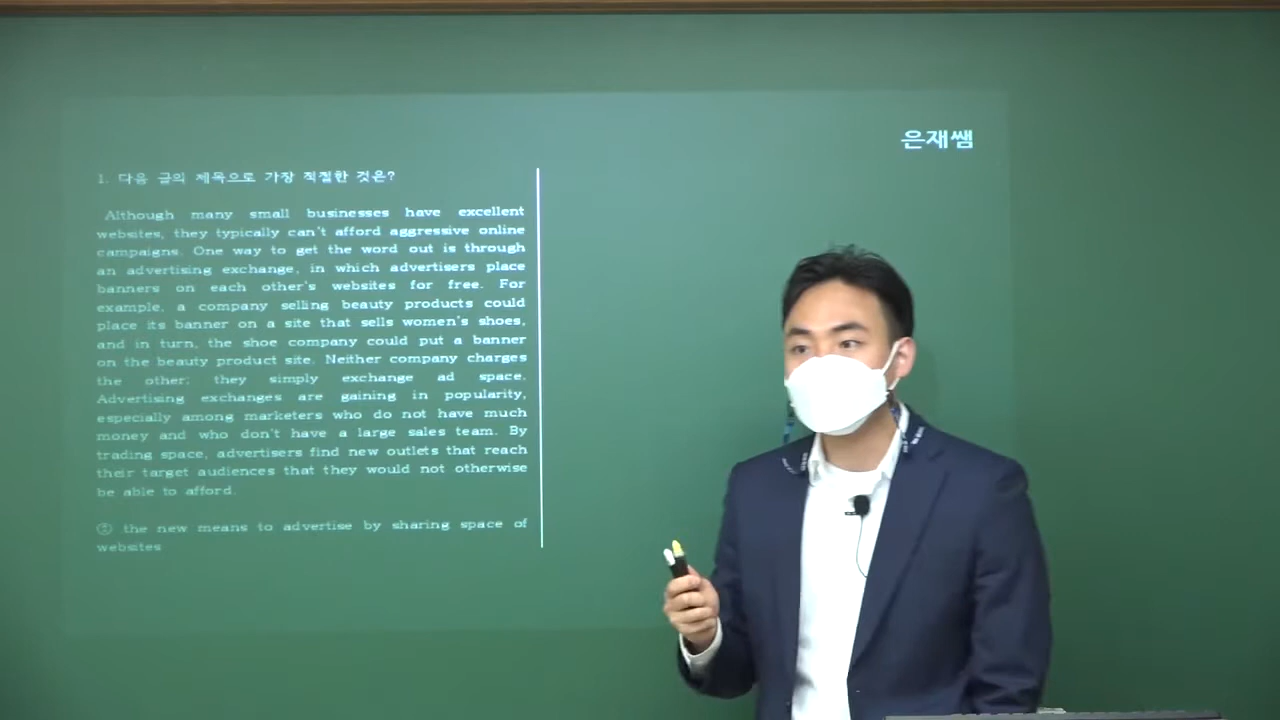 은재쌤
1. 다음 글의 제목으로 가장 적절한 것은?
Although many small businesses have excellent
websites, they typically can't afford aggressive online
campaigns. One way to get the word out is through
an advertising exchange, in which advertisers place
banners on each other's websites for free. For
example, a company selling beauty products could
place its banner on a site that sells women's shoes,
and in turn, the shoe company could put a banner
on the beauty product site. Neither company charges
the other; they simply exchange ad space.
Advertising exchanges are gaining in popularity,
especially among marketers who do not have much
money and who don't have a large sales team. By
trading space, advertisers find new outlets that reach
their target audiences that they would not otherwise
be able to afford.
the new means to advertise by sharing space of
websites